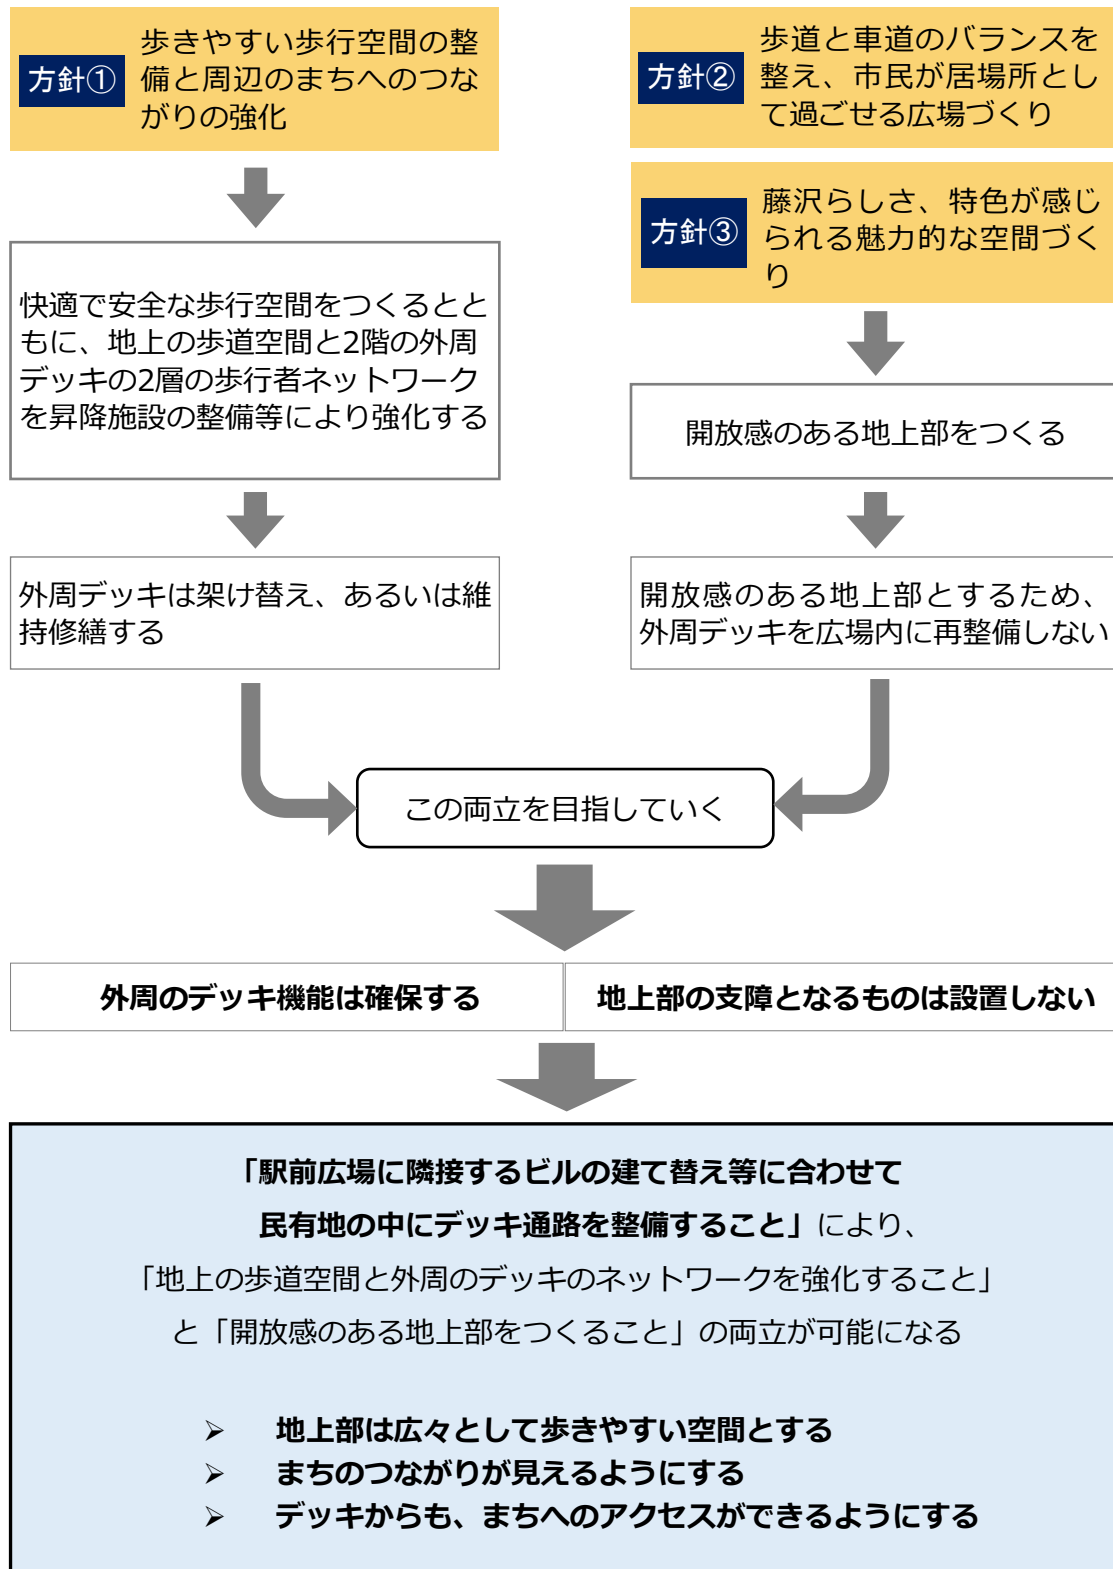 方針①
歩きやすい歩行空間の整
備と周辺のまちへのつな
がりの強化
方針②
歩道と車道のバランスを
整え、市民が居場所とし
て過ごせる広場づくり
方針③
藤沢らしさ、特色が感じ
られる魅力的な空間づく
り
快適で安全な歩行空間をつくるとと
もに、地上の歩道空間と2階の外周
デッキの2層の歩行者ネットワーク
を昇降施設の整備等により強化する
開放感のある地上部をつくる
外周デッキは架け替え、あるいは維
持修繕する
開放感のある地上部とするため、
外周デッキを広場内に再整備しない
この両立を目指していく
外周のデッキ機能は確保する
地上部の支障となるものは設置しない
「駅前広場に隣接するビルの建て替え等に合わせて
民有地の中にデッキ通路を整備すること」により、
「地上の歩道空間と外周のデッキのネットワークを強化すること」
と「開放感のある地上部をつくること」の両立が可能になる
➢ 地上部は広々として歩きやすい空間とする
➢ まちのつながりが見えるようにする
➢ デッキからも、まちへのアクセスができるようにする